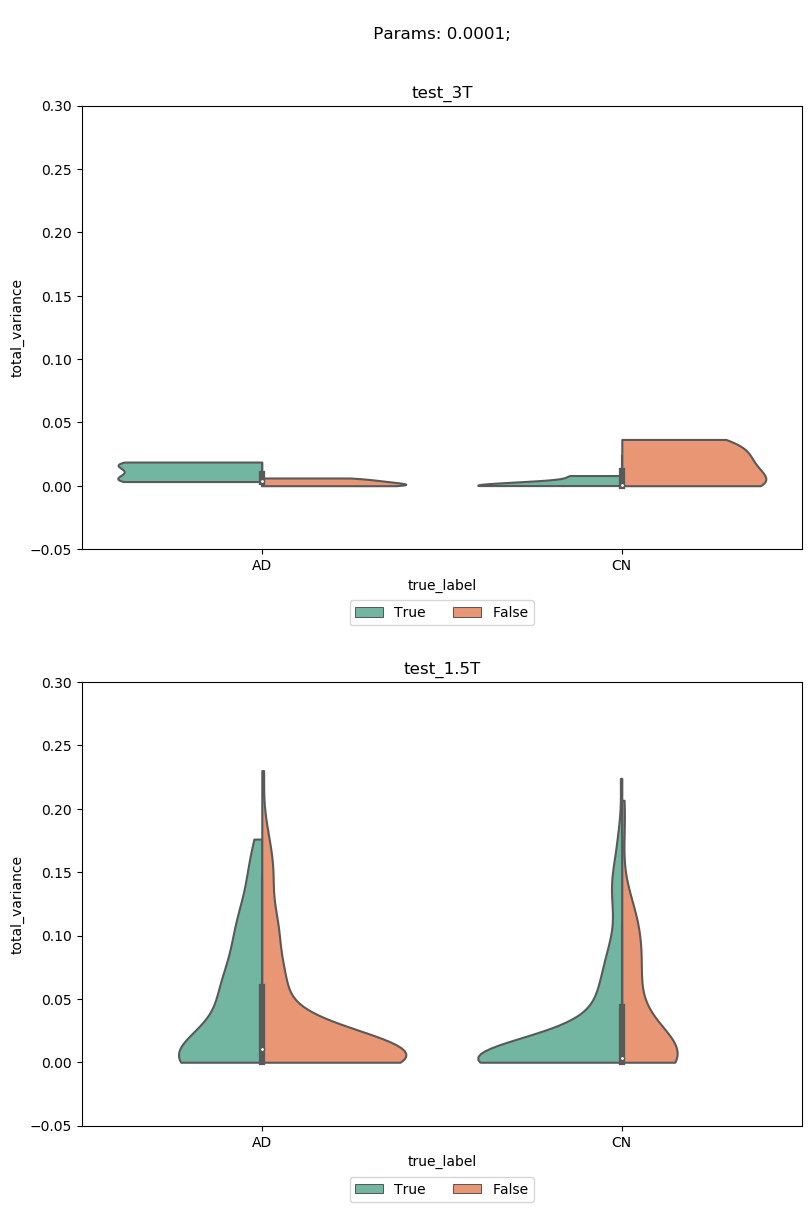 Params: 0.0001;
test_3T
0.30
0.25
0.20
0.15
0.10
0.05
0.00
−0.05
total_variance
AD CN
true_label
True False
test_1.5T
0.30
0.25
0.20
0.15
0.10
0.05
0.00
−0.05
total_variance
AD CN
true_label
True False